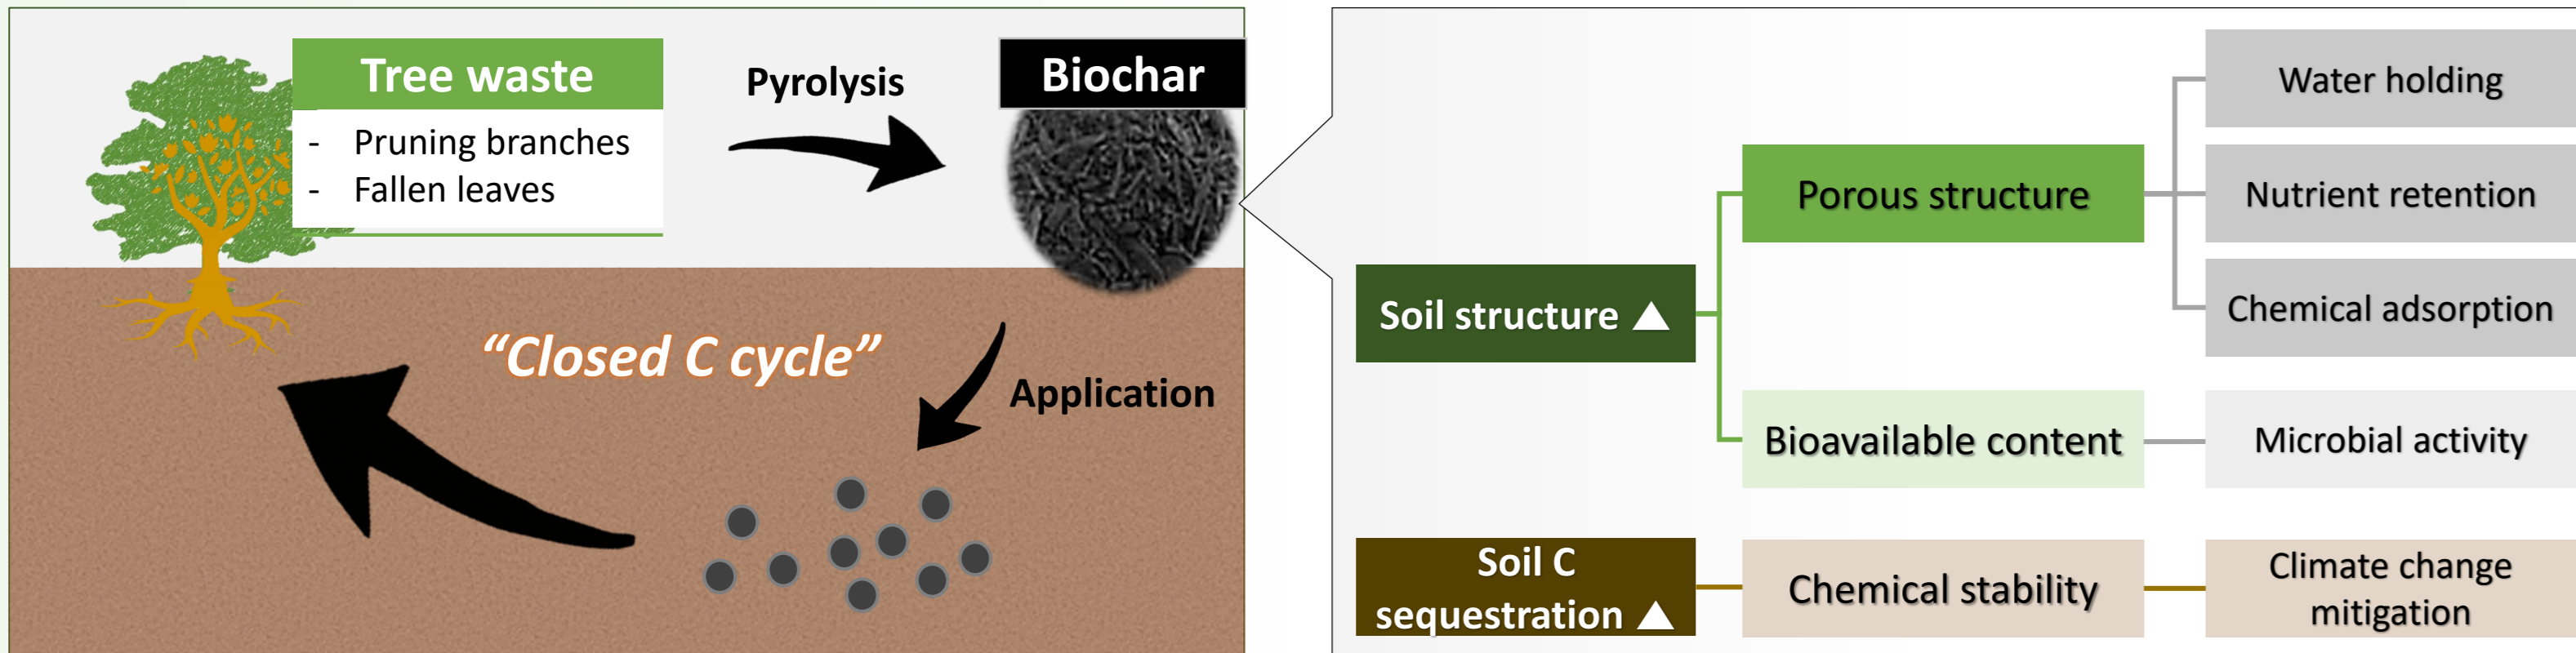 Tree waste
- Pruning branches
- Fallen leaves
Pyrolysis
Biochar
“Closed C cycle”
Application
Soil structure ▲
Porous structure
Water holding
Nutrient retention
Chemical adsorption
Bioavailable content
Microbial activity
Soil C
sequestration ▲
Chemical stability
Climate change
mitigation